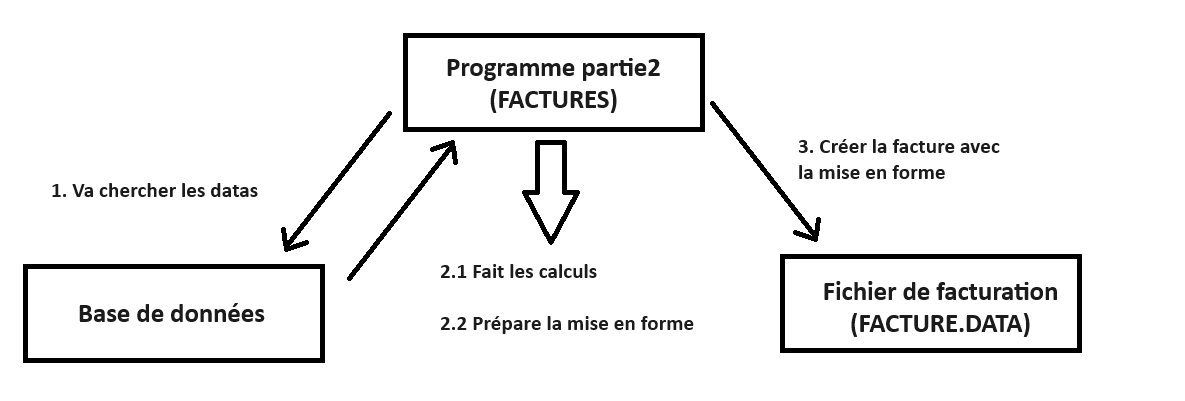 Programme partie2
(FACTURES)
1. Va chercher les datas
3. Créer la facture avec
la mise en forme
Base de données
2.1 Fait les calculs
2.2 Prépare la mise en forme
Fichier de facturation
(FACTURE.DATA)